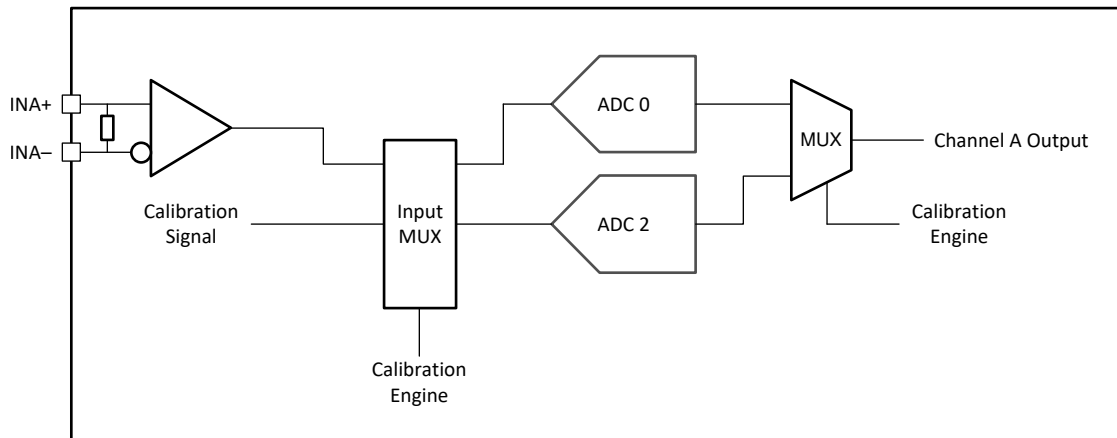 INA+
INA–
ADC 0
MUX
Channel A Output
Calibration
Signal
Input
MUX
ADC 2
Calibration
Engine
Calibration
Engine